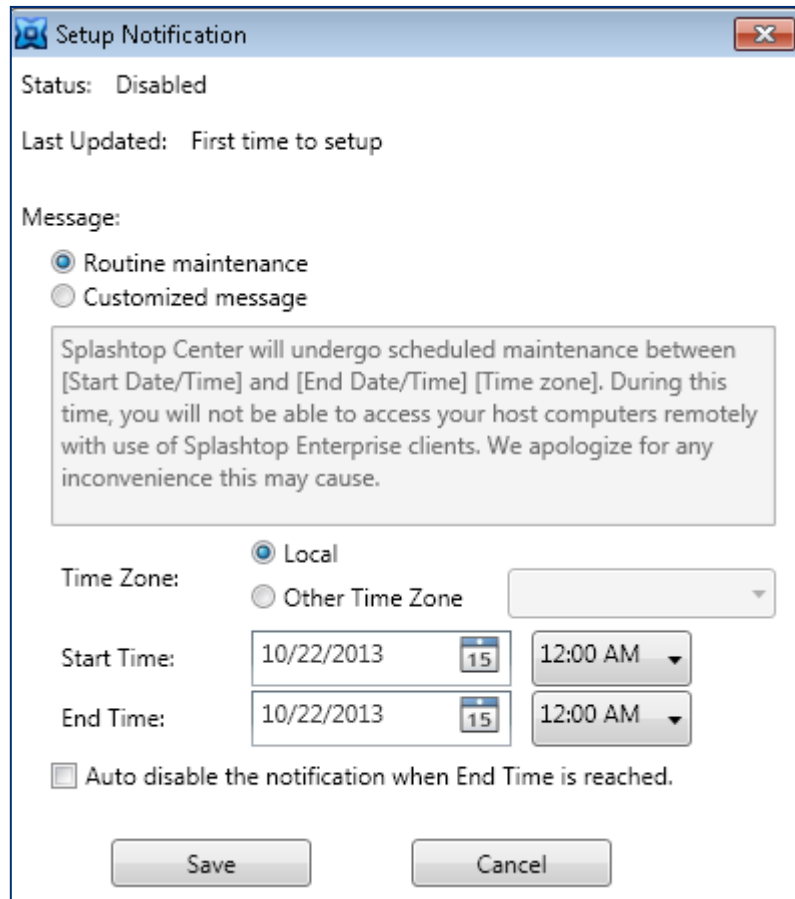 Setup Notification
Status: Disabled
Last Updated: First time to setup
Message:
Routine maintenance
Customized message
Splashtop Center will undergo scheduled maintenance between
[Start Date/Time] and [End Date/Time] [Time zone]. During this
time, you will not be able to access your host computers remotely
with use of Splashtop Enterprise clients. We apologize for any
inconvenience this may cause.
Time Zone:
Local
Other Time Zone
Start Time: 10/22/2013 15 12:00 AM
End Time: 10/22/2013 15 12:00 AM
Auto disable the notification when End Time is reached.
Save Cancel